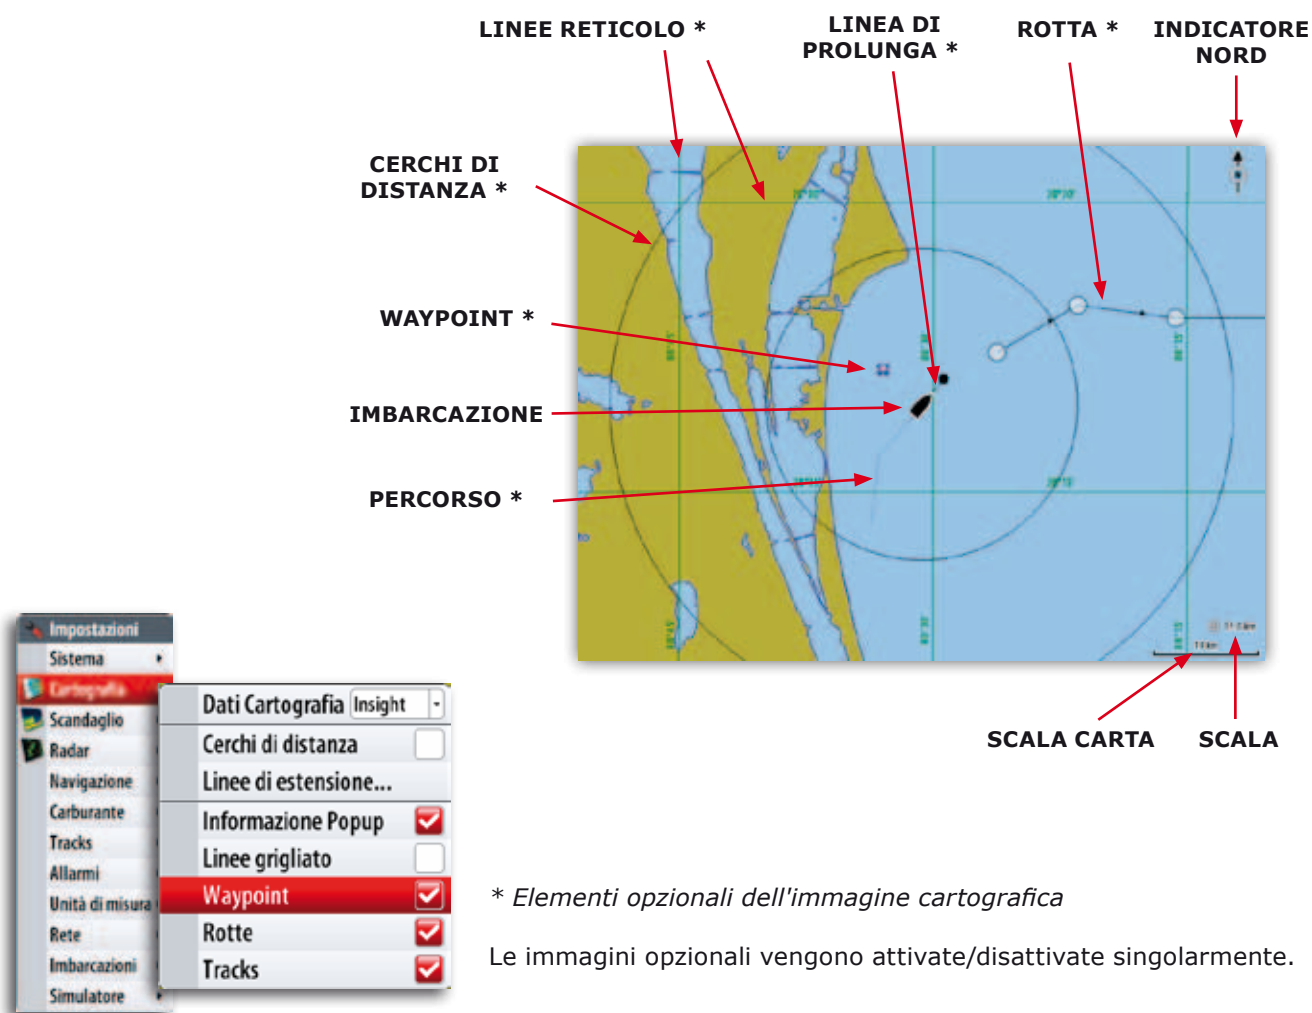 LINEE RETICOLO *
LINEA DI
PROLUNGA *
ROTTA *
INDICATORE
NORD
CERCHI DI
DISTANZA *
WAYPOINT *
IMBARCAZIONE
PERCORSO *
SCALA CARTA
SCALA
Impostazioni
Sistema
Cartografia
Scandaglio
Radar
Navigazione
Carburante
Tracks
Allarmi
Unità di misura
Rete
Imbarcazioni
Simulatore
Dati Cartografia Insight
Cerchi di distanza
Linee di estensione...
Informazione Popup
Linee grigliato
Waypoint
Rotte
Tracks
* Elementi opzionali dell'immagine cartografica
Le immagini opzionali vengono attivate/disattivate singolarmente.